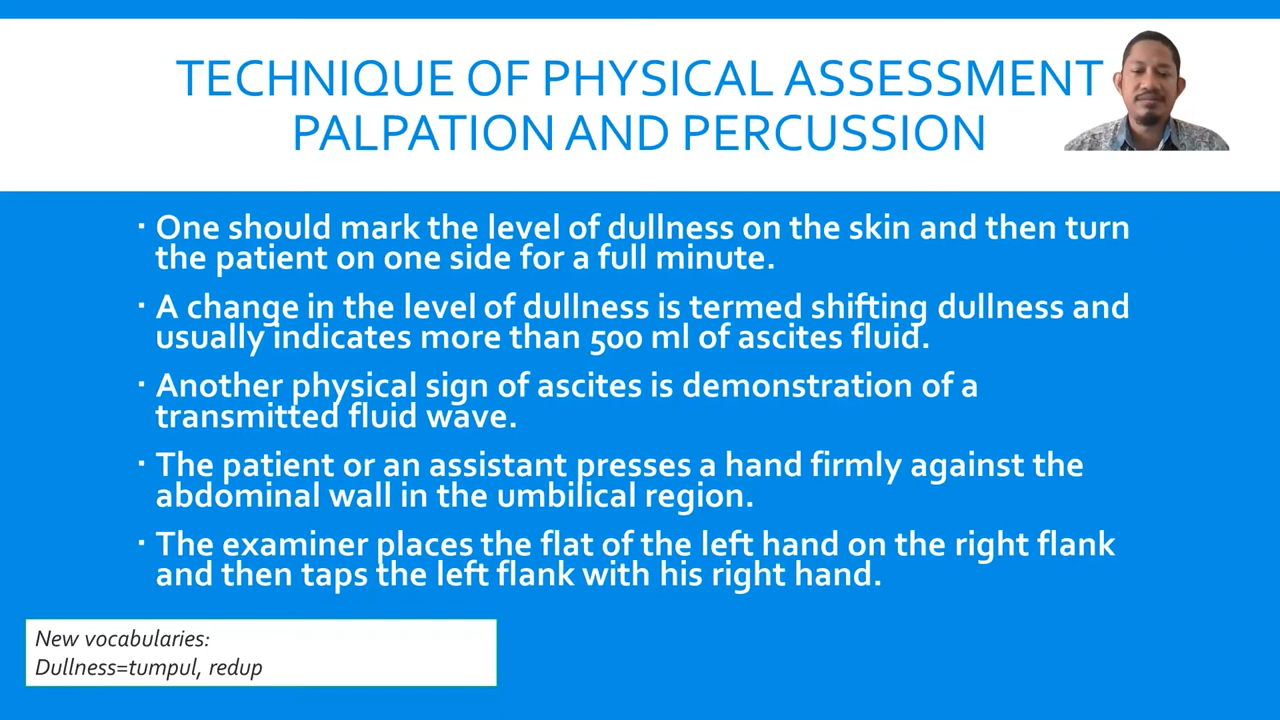 TECHNIQUE OF PHYSICAL ASSESSMENT
PALPATION AND PERCUSSION
▪ One should mark the level of dullness on the skin and then turn
the patient on one side for a full minute.
▪ A change in the level of dullness is termed shifting dullness and
usually indicates more than 500 ml of ascites fluid.
▪ Another physical sign of ascites is demonstration of a
transmitted fluid wave.
▪ The patient or an assistant presses a hand firmly against the
abdominal wall in the umbilical region.
▪ The examiner places the flat of the left hand on the right flank
and then taps the left flank with his right hand.
New vocabularies:
Dullness=tumpul, redup